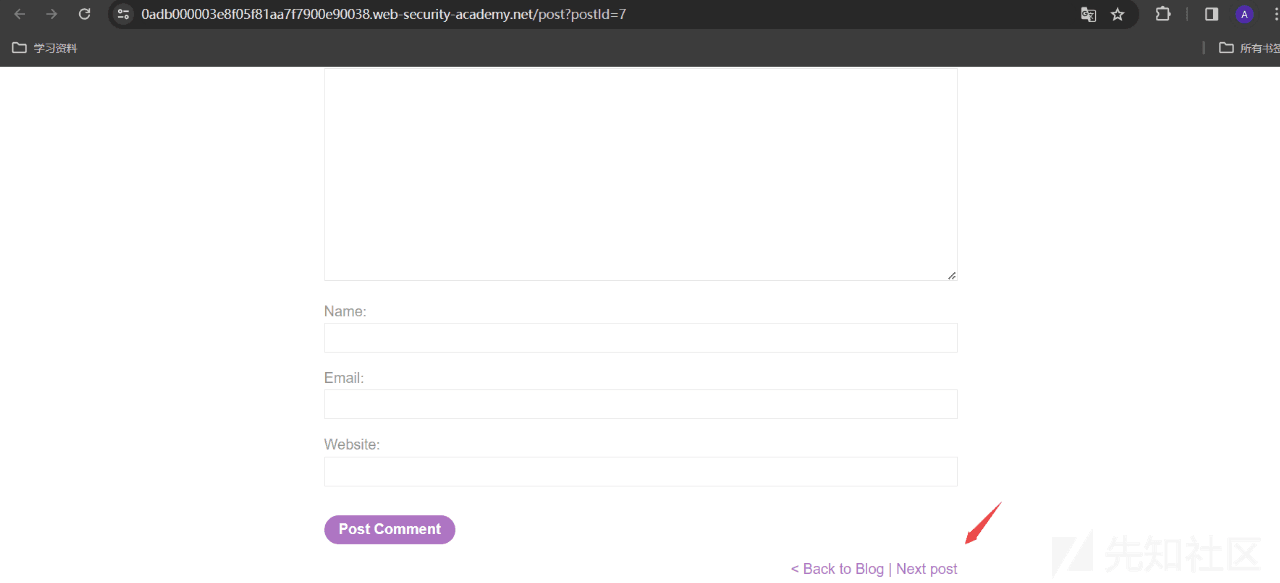 0adb000003e8f05f81aa7f7900e90038.web-security-academy.net/post?postId=7
A
学习资料
所有书签
Name:
Email:
Website:
Post Comment
< Back to Blog | Next post
先知社区